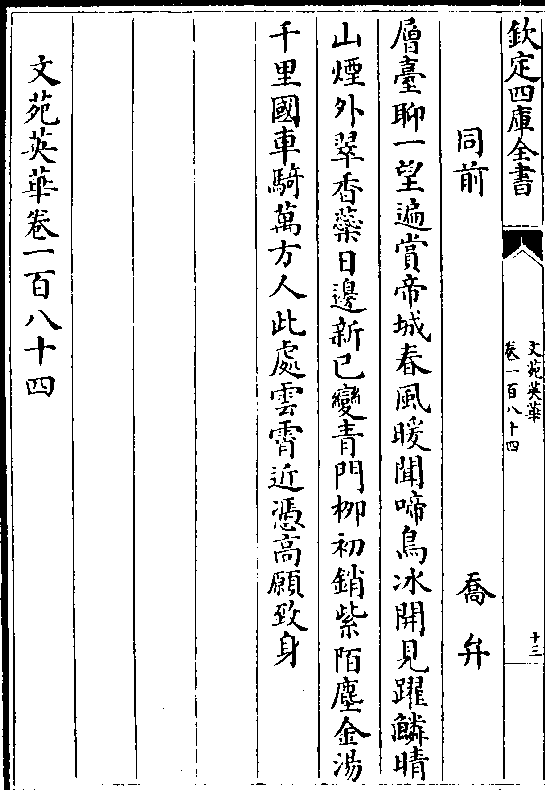 欽定四庫全書
文苑英華
卷一百八十四
十三
同前
喬弁
層臺聊一望遍賞帝城春風暖聞啼鳥冰開見躍鱗晴
山煙外翠香蘂日邊新已變青門柳初銷紫陌塵金湯
千里國車騎萬方人此處雲霄近憑高願致身
文苑英華卷一百八十四